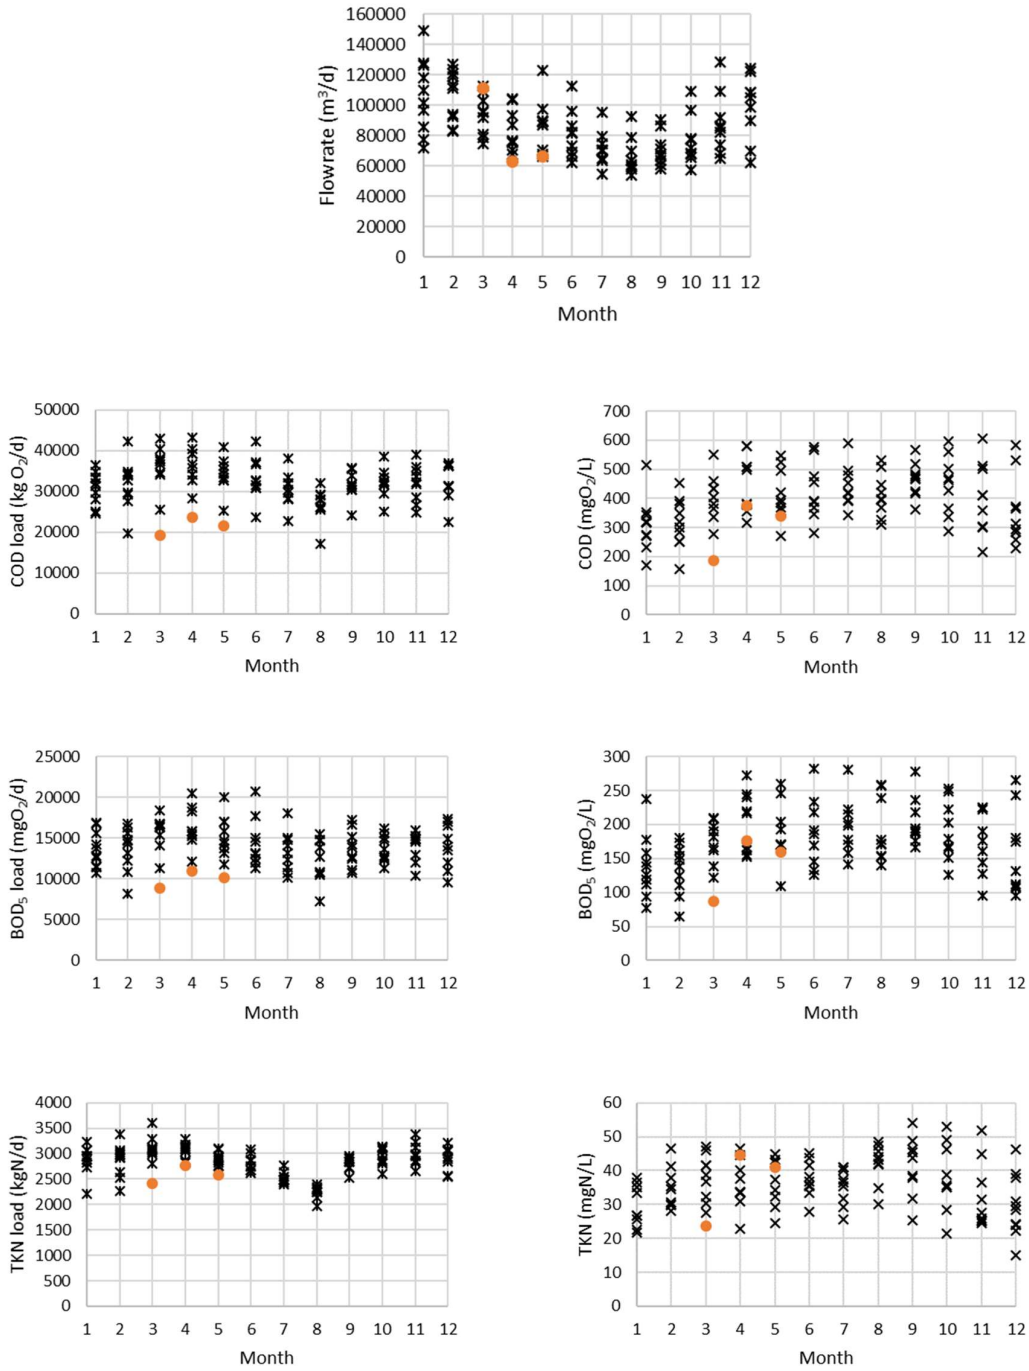 160000
140000
120000
100000
80000
60000
40000
20000
0
Flowrate (m³/d)
1 2 3 4 5 6 7 8 9 10 11 12
Month
50000
40000
30000
20000
10000
0
COD load (kg O₂/d)
1 2 3 4 5 6 7 8 9 10 11 12
Month
700
600
500
400
300
200
100
0
COD (mgO₂/L)
1 2 3 4 5 6 7 8 9 10 11 12
Month
25000
20000
15000
10000
5000
0
BOD₅ load (mgO₂/d)
1 2 3 4 5 6 7 8 9 10 11 12
Month
300
250
200
150
100
50
0
BOD₅ (mgO₂/L)
1 2 3 4 5 6 7 8 9 10 11 12
Month
4000
3500
3000
2500
2000
1500
1000
500
0
TKN load (kgN/d)
1 2 3 4 5 6 7 8 9 10 11 12
Month
60
50
40
30
20
10
0
TKN (mgN/L)
1 2 3 4 5 6 7 8 9 10 11 12
Month